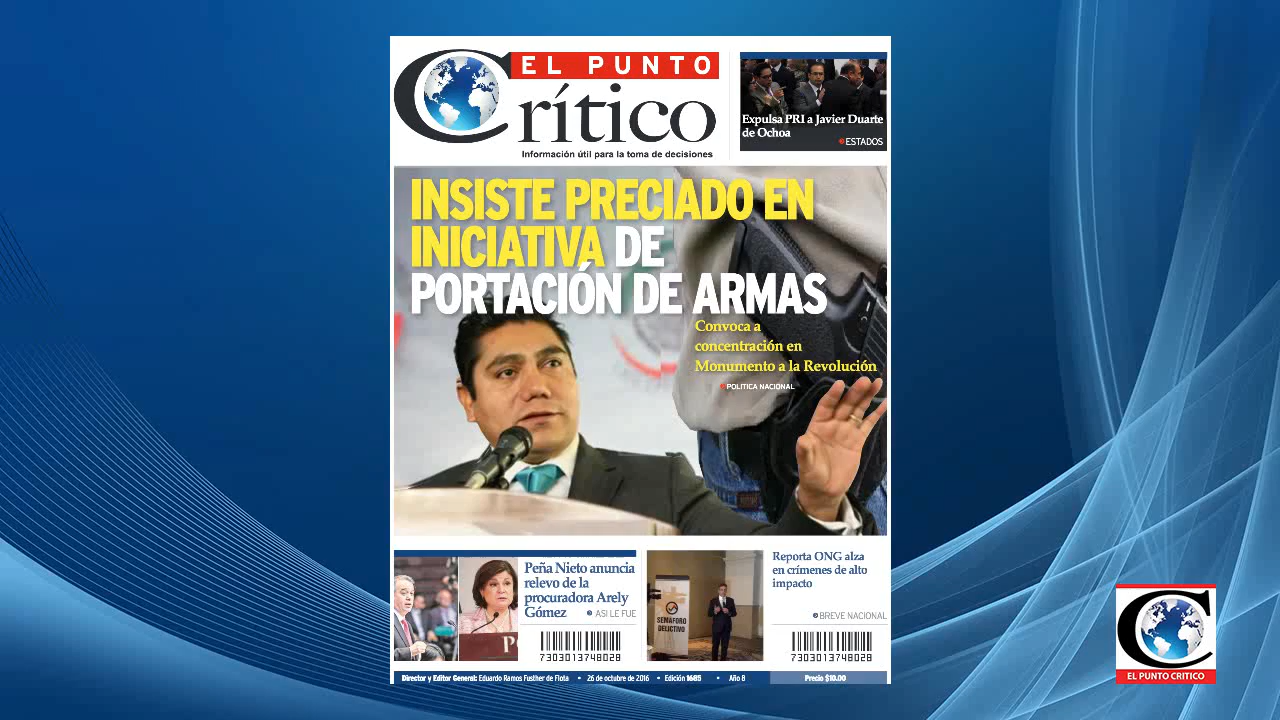 EL PUNTO
Crítico
Información útil para la toma de decisiones
Expulsa PRI a Javier Duarte
de Ochoa
ESTADOS
INSISTE PRECIADO EN
INICIATIVA DE
PORTACIÓN DE ARMAS
Convoca a
concentración en
Monumento a la Revolución
POLITICA NACIONAL
Peña Nieto anuncia
relevo de la
procuradora Arely
Gómez
ASI LE FUE
7303013748028
SEMAFORO
DELICTIVO
Reporta ONG alza
en crímenes de alto
impacto
BREVE NACIONAL
7303013748028
P
Director y Editor General: Eduardo Ramos Fusther de Flota • 26 de octubre de 2016 • Edición 1685 • Año 8 Precio $10.00
C
EL PUNTO CRITICO